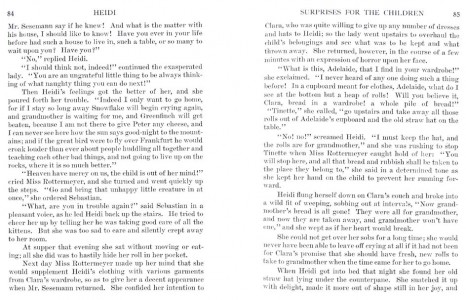 84 HEIDI
Mr. Sesemann say if he knew! And what is the matter with
his house, I should like to know! Have you ever in your life
before had such a house to live in, such a table, or so many to
wait upon you? Have you?"
"No," replied Heidi.
"I should think not, indeed!" continued the exasperated
lady. "You are an ungrateful little thing to be always think-
ing of what naughty thing you can do next!"
Then Heidi's feelings got the better of her, and she
poured forth her trouble. "Indeed I only want to go home,
for if I stay so long away Snowflake will begin crying again,
and grandmother is waiting for me, and Greenfinch will get
beaten, because I am not there to give Peter any cheese, and
I can never see how the sun says good-night to the mount-
ains; and if the great bird were to fly over Frankfurt he would
croak louder than ever about people huddling all together and
teaching each other bad things, and not going to live up on the
rocks, where it is so much better."
"Heaven have mercy on us, the child is out of her mind!"
cried Miss Rottermeyer, and she turned and went quickly up
the steps. "Go and bring that unhappy little creature in at
once," she ordered Sebastian.
"What, are you in trouble again?" said Sebastian in a
pleasant voice, as he led Heidi back up the stairs. He tried to
cheer her up by telling her he was taking good care of all the
kittens. But she was too sad to care and silently crept away
to her room.
At supper that evening she sat without moving or eat-
ing; all she did was to hastily hide her roll in her pocket.
Next day Miss Rottermeyer made up her mind that she
would supplement Heidi's clothing with various garments
from Clara's wardrobe, so as to give her a decent appearance
when Mr. Sesemann returned. She confided her intention to
SURPRISES FOR THE CHILDREN 85
Clara, who was quite willing to give up any number of dresses
and hats to Heidi; so the lady went upstairs to overhaul the
child's belongings and see what was to be kept and what
thrown away. She returned, however, in the course of a few
minutes with an expression of horror upon her face.
"What is this, Adelaide, that I find in your wardrobe!"
she exclaimed. "I never heard of any one doing such a thing
before! In a cupboard meant for clothes, Adelaide, what do I
see at the bottom but a heap of rolls! Will you believe it,
Clara, bread in a wardrobe! a whole pile of bread!"
"Tinette," she called, "go upstairs and take away all those
rolls out of Adelaide's cupboard and the old straw hat on the
table."
"No! no!" screamed Heidi. "I must keep the hat, and
the rolls are for grandmother," and she was rushing to stop
Tinette when Miss Rottermeyer caught hold of her. "You
will stop here, and all that bread and rubbish shall be taken to
the place they belong to," she said in a determined tone as
she kept her hand on the child to prevent her running for-
ward.
Heidi flung herself down on Clara's couch and broke into
a wild fit of weeping, sobbing out at intervals, "Now grand-
mother's bread is all gone! They were all for grandmother,
and now they are taken away, and grandmother won't have
one," and she wept as if her heart would break.
She could not get over her sobs for a long time; she would
never have been able to leave off crying at all if it had not been
for Clara's promise that she should have fresh, new rolls to
take to grandmother when the time came for her to go home.
When Heidi got into bed that night she found her old
straw hat lying under the counterpane. She snatched it up
with delight, made it more out of shape still in her joy, and